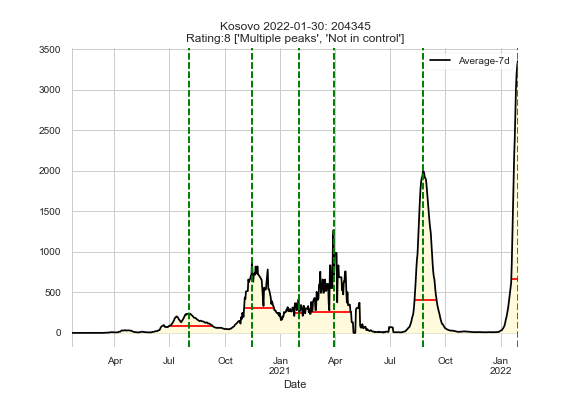 Kosovo 2022-01-30: 204345
Rating:8 ['Multiple peaks', 'Not in control']
Average-7d
3500
3000
2500
2000
1500
1000
500
0
Apr Jul Oct Jan Apr Jul Oct Jan
2021 2022
Date